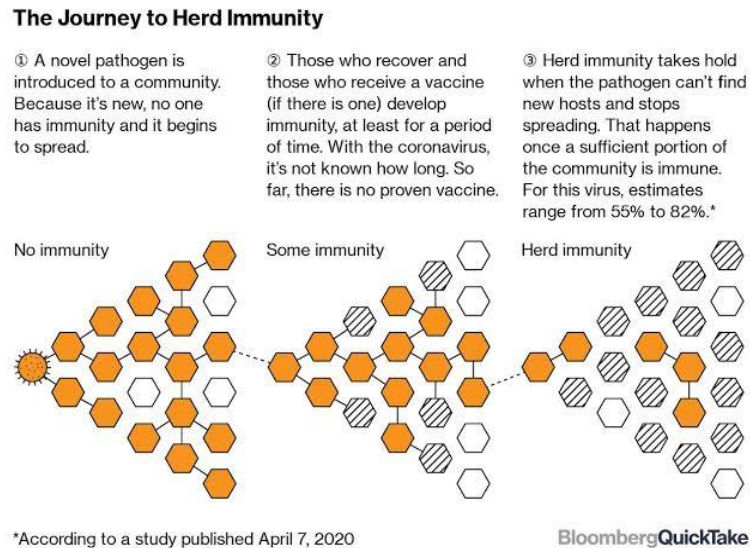 The Journey to Herd Immunity
① A novel pathogen is
introduced to a community.
Because it's new, no one
has immunity and it begins
to spread.
② Those who recover and
those who receive a vaccine
(if there is one) develop
immunity, at least for a period
of time. With the coronavirus,
it's not known how long. So
far, there is no proven vaccine.
③ Herd immunity takes hold
when the pathogen can't find
new hosts and stops
spreading. That happens
once a sufficient portion of
the community is immune.
For this virus, estimates
range from 55% to 82%.*
No immunity
Some immunity
Herd immunity
*According to a study published April 7, 2020
BloombergQuickTake